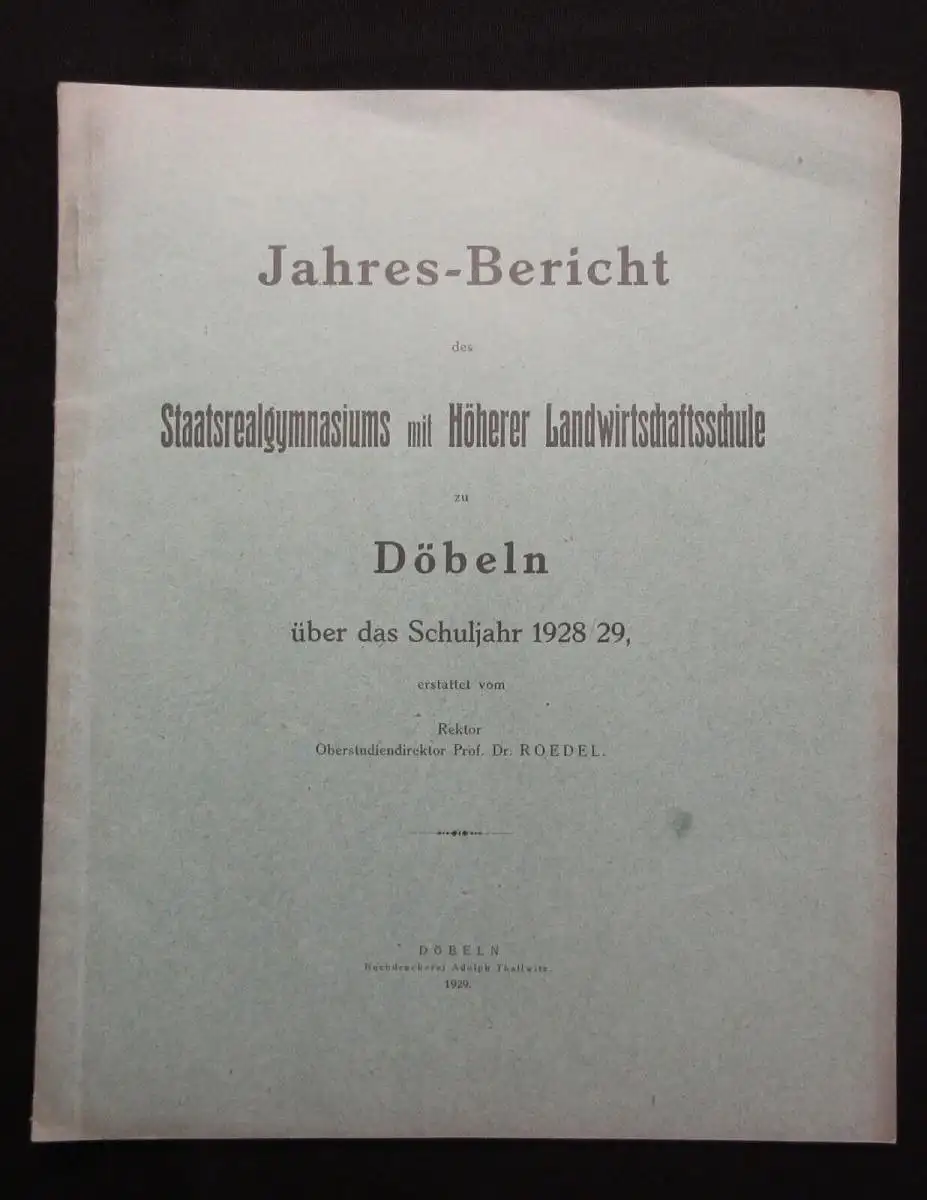 Jahres-Bericht
des
Staatsrealgymnasiums mit Höherer Landwirtschaftsschule
zu
Döbeln
über das Schuljahr 1928 29,
erstattet vom
Rektor
Oberstudiendirektor Prof. Dr. ROEDEL.
DÖBELN
Buchdruckerei Adolph Thallwitz.
1929.